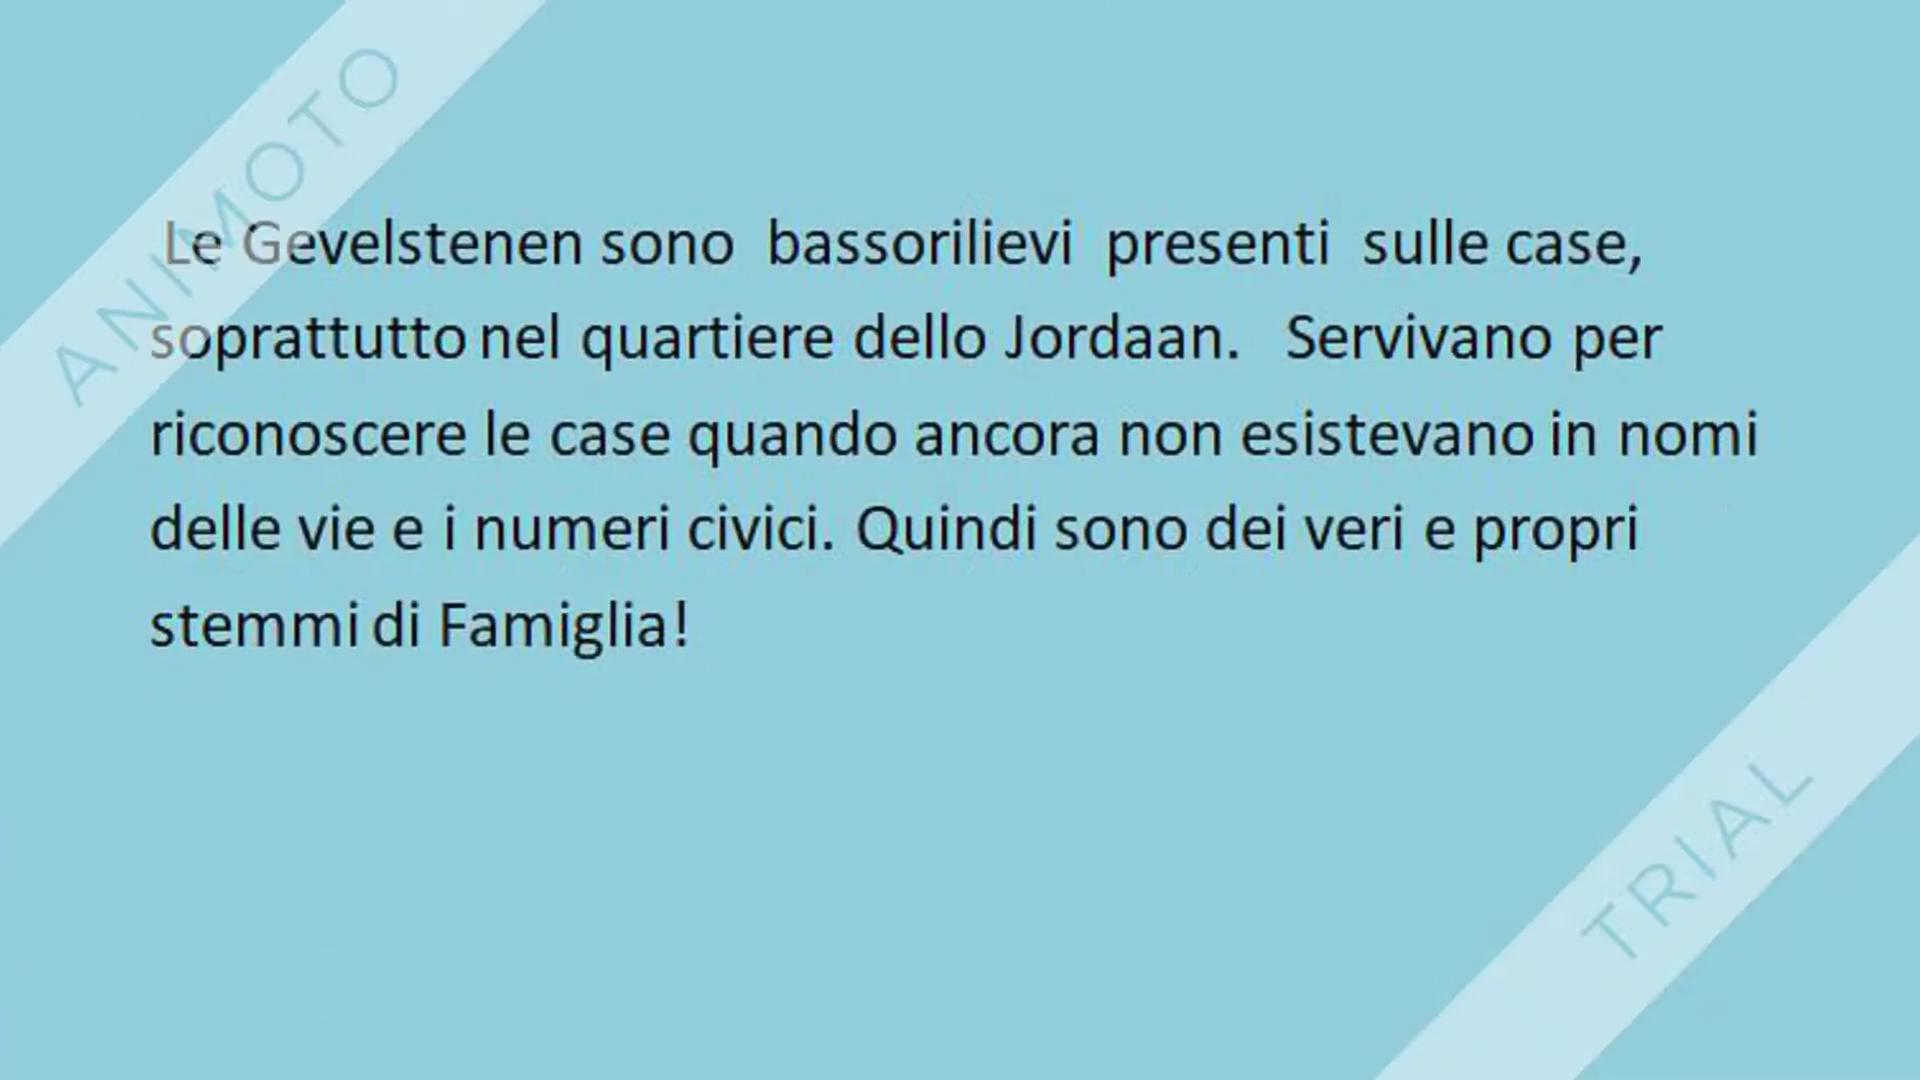 ANIMOTO
Le Gevelstenen sono bassorilievi presenti sulle case,
soprattutto nel quartiere dello Jordaan. Servivano per
riconoscere le case quando ancora non esistevano in nomi
delle vie e i numeri civici. Quindi sono dei veri e propri
stemmi di Famiglia!
TRIAL